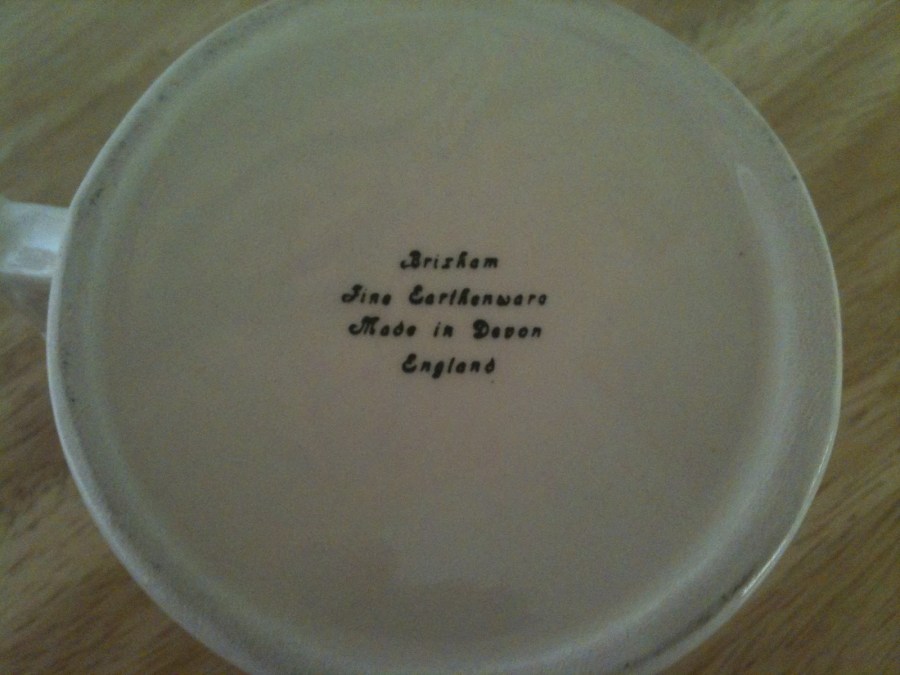 Brixham
Fine Earthenware
Made in Devon
England